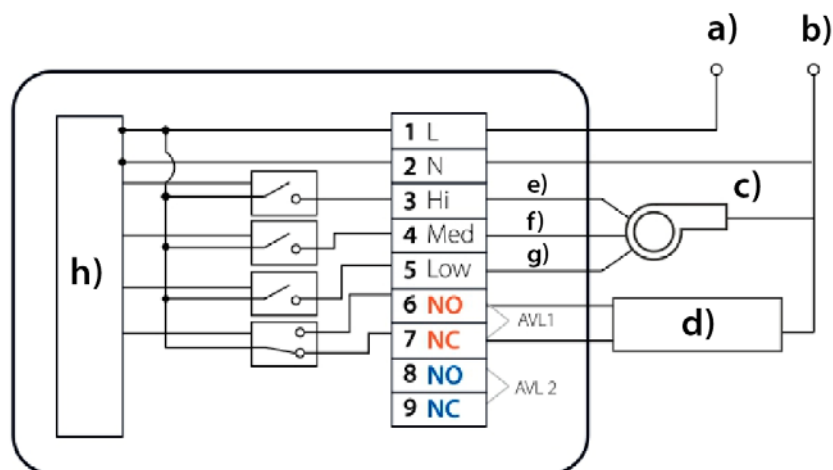 a)
b)
1 L
2 N
3 Hi
e)
c)
4 Med
f)
5 Low
g)
h)
6 NO
AVL1
d)
7 NC
8 NO
AVL 2
9 NC